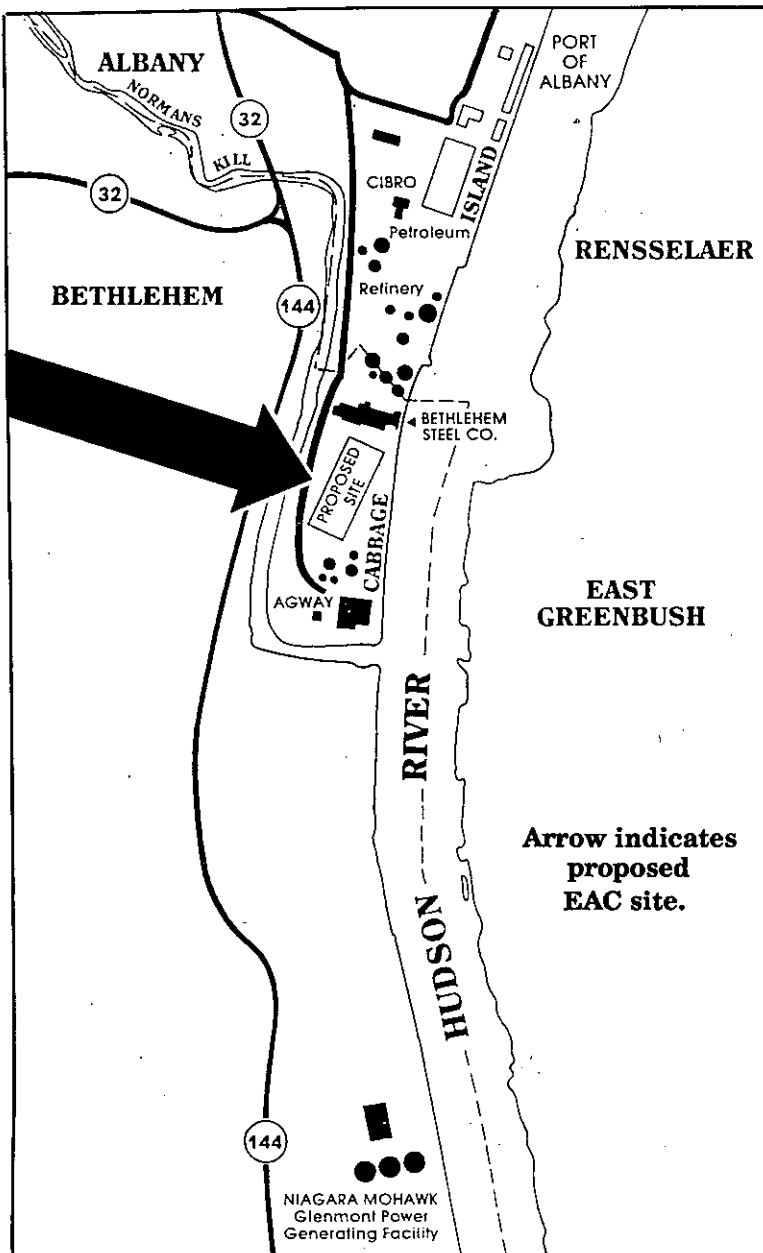 PORT
OF
ALBANY
ALBANY
NORMANS
KILL
32
32
CIBRO
Petroleum
Refinery
ISLAND
RENSSELAER
BETHLEHEM
144
BETHLEHEM
STEEL CO.
PROPOSED
SITE
CABBAGE
AGWAY
EAST
GREENBUSH
RIVER
HUDSON
Arrow indicates
proposed
EAC site.
144
NIAGARA MOHAWK
Glenmont Power
Generating Facility